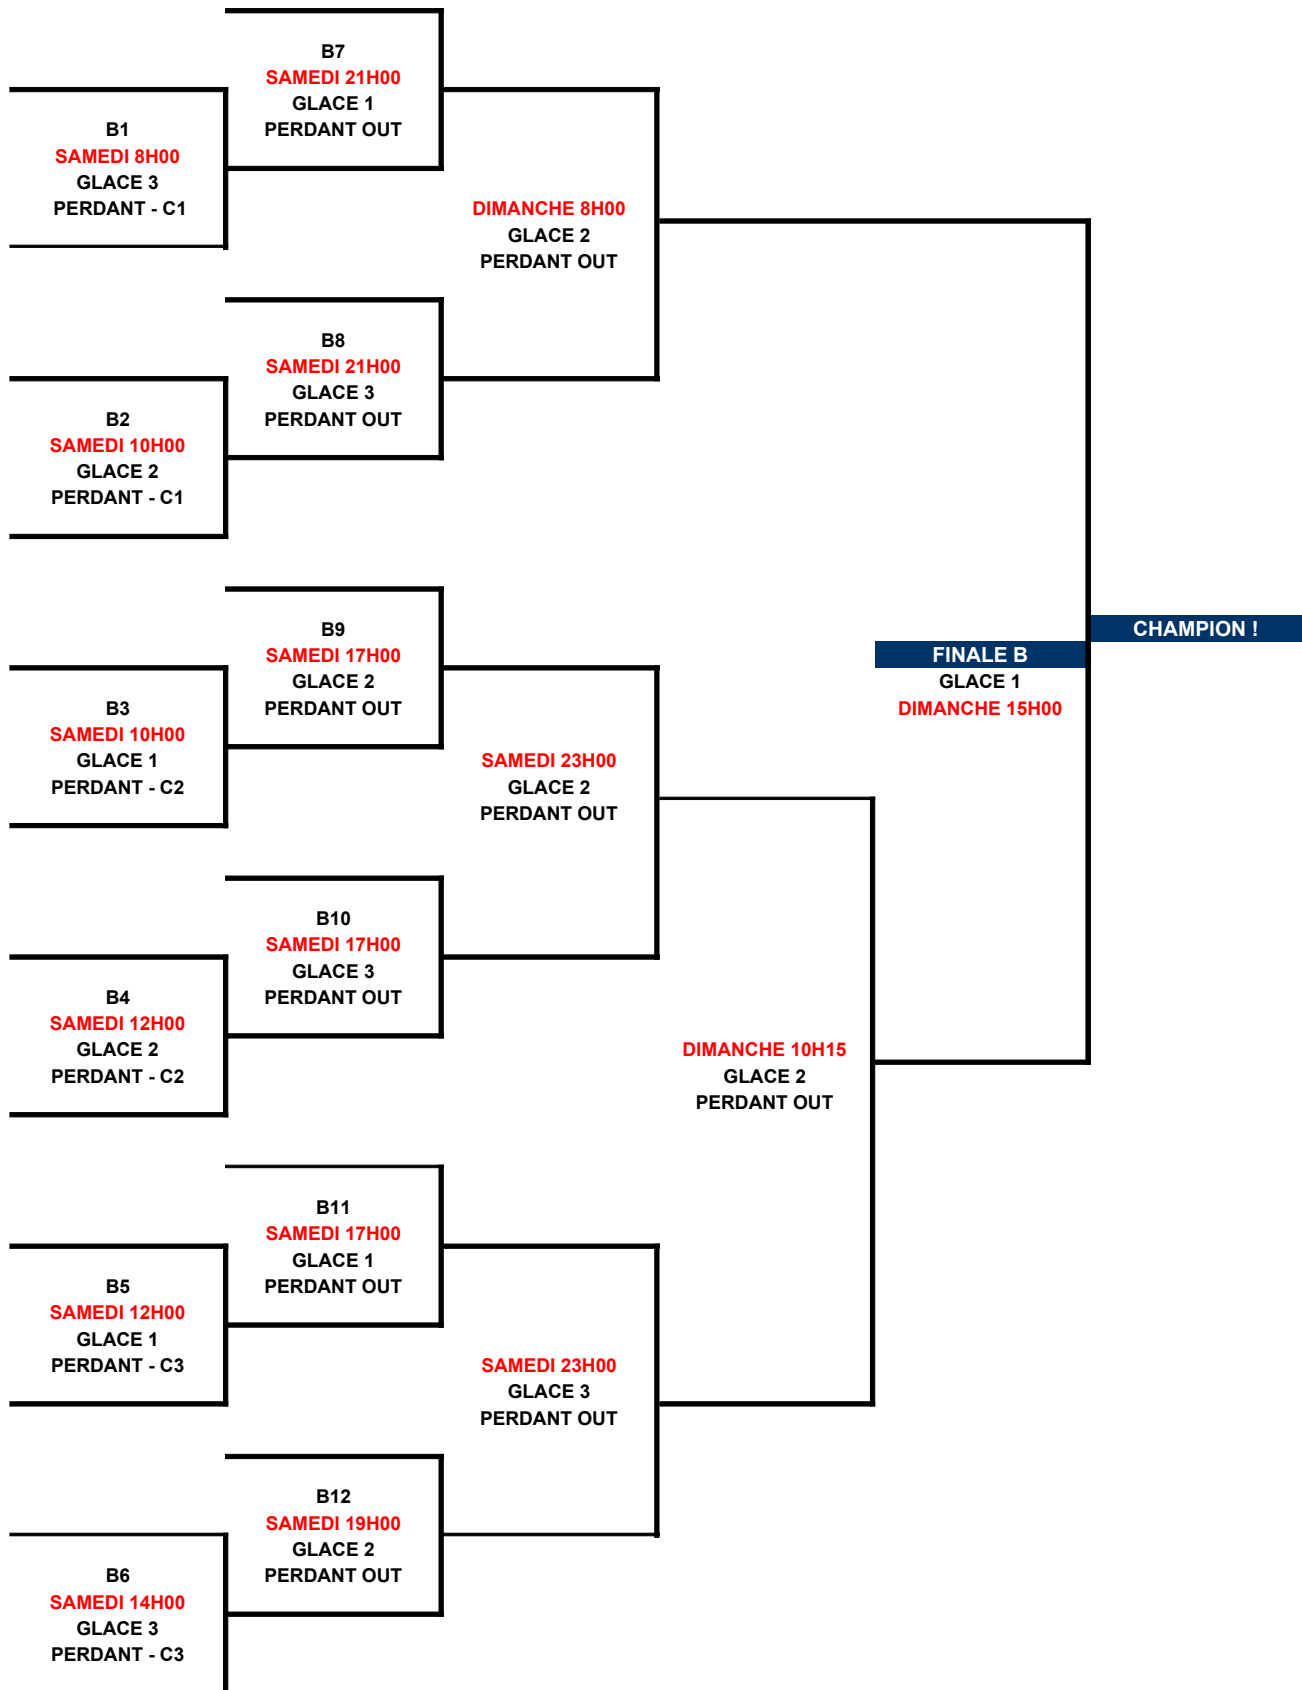 B7
SAMEDI 21H00
GLACE 1
PERDANT OUT
B1
SAMEDI 8H00
GLACE 3
PERDANT - C1
DIMANCHE 8H00
GLACE 2
PERDANT OUT
B8
SAMEDI 21H00
GLACE 3
PERDANT OUT
B2
SAMEDI 10H00
GLACE 2
PERDANT - C1
B9
SAMEDI 17H00
GLACE 2
PERDANT OUT
CHAMPION !
FINALE B
GLACE 1
DIMANCHE 15H00
B3
SAMEDI 10H00
GLACE 1
PERDANT - C2
SAMEDI 23H00
GLACE 2
PERDANT OUT
B10
SAMEDI 17H00
GLACE 3
PERDANT OUT
B4
SAMEDI 12H00
GLACE 2
PERDANT - C2
DIMANCHE 10H15
GLACE 2
PERDANT OUT
B11
SAMEDI 17H00
GLACE 1
PERDANT OUT
B5
SAMEDI 12H00
GLACE 1
PERDANT - C3
SAMEDI 23H00
GLACE 3
PERDANT OUT
B12
SAMEDI 19H00
GLACE 2
PERDANT OUT
B6
SAMEDI 14H00
GLACE 3
PERDANT - C3